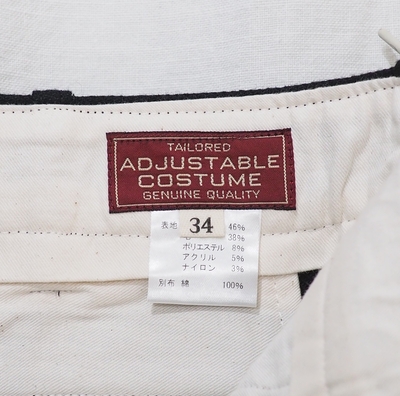 TAILORED
ADJUSTABLE
COSTUME
GENUINE QUALITY
34
表地 46%
38%
ポリエステル 8%
アクリル 5%
ナイロン 3%
別布 綿 100%